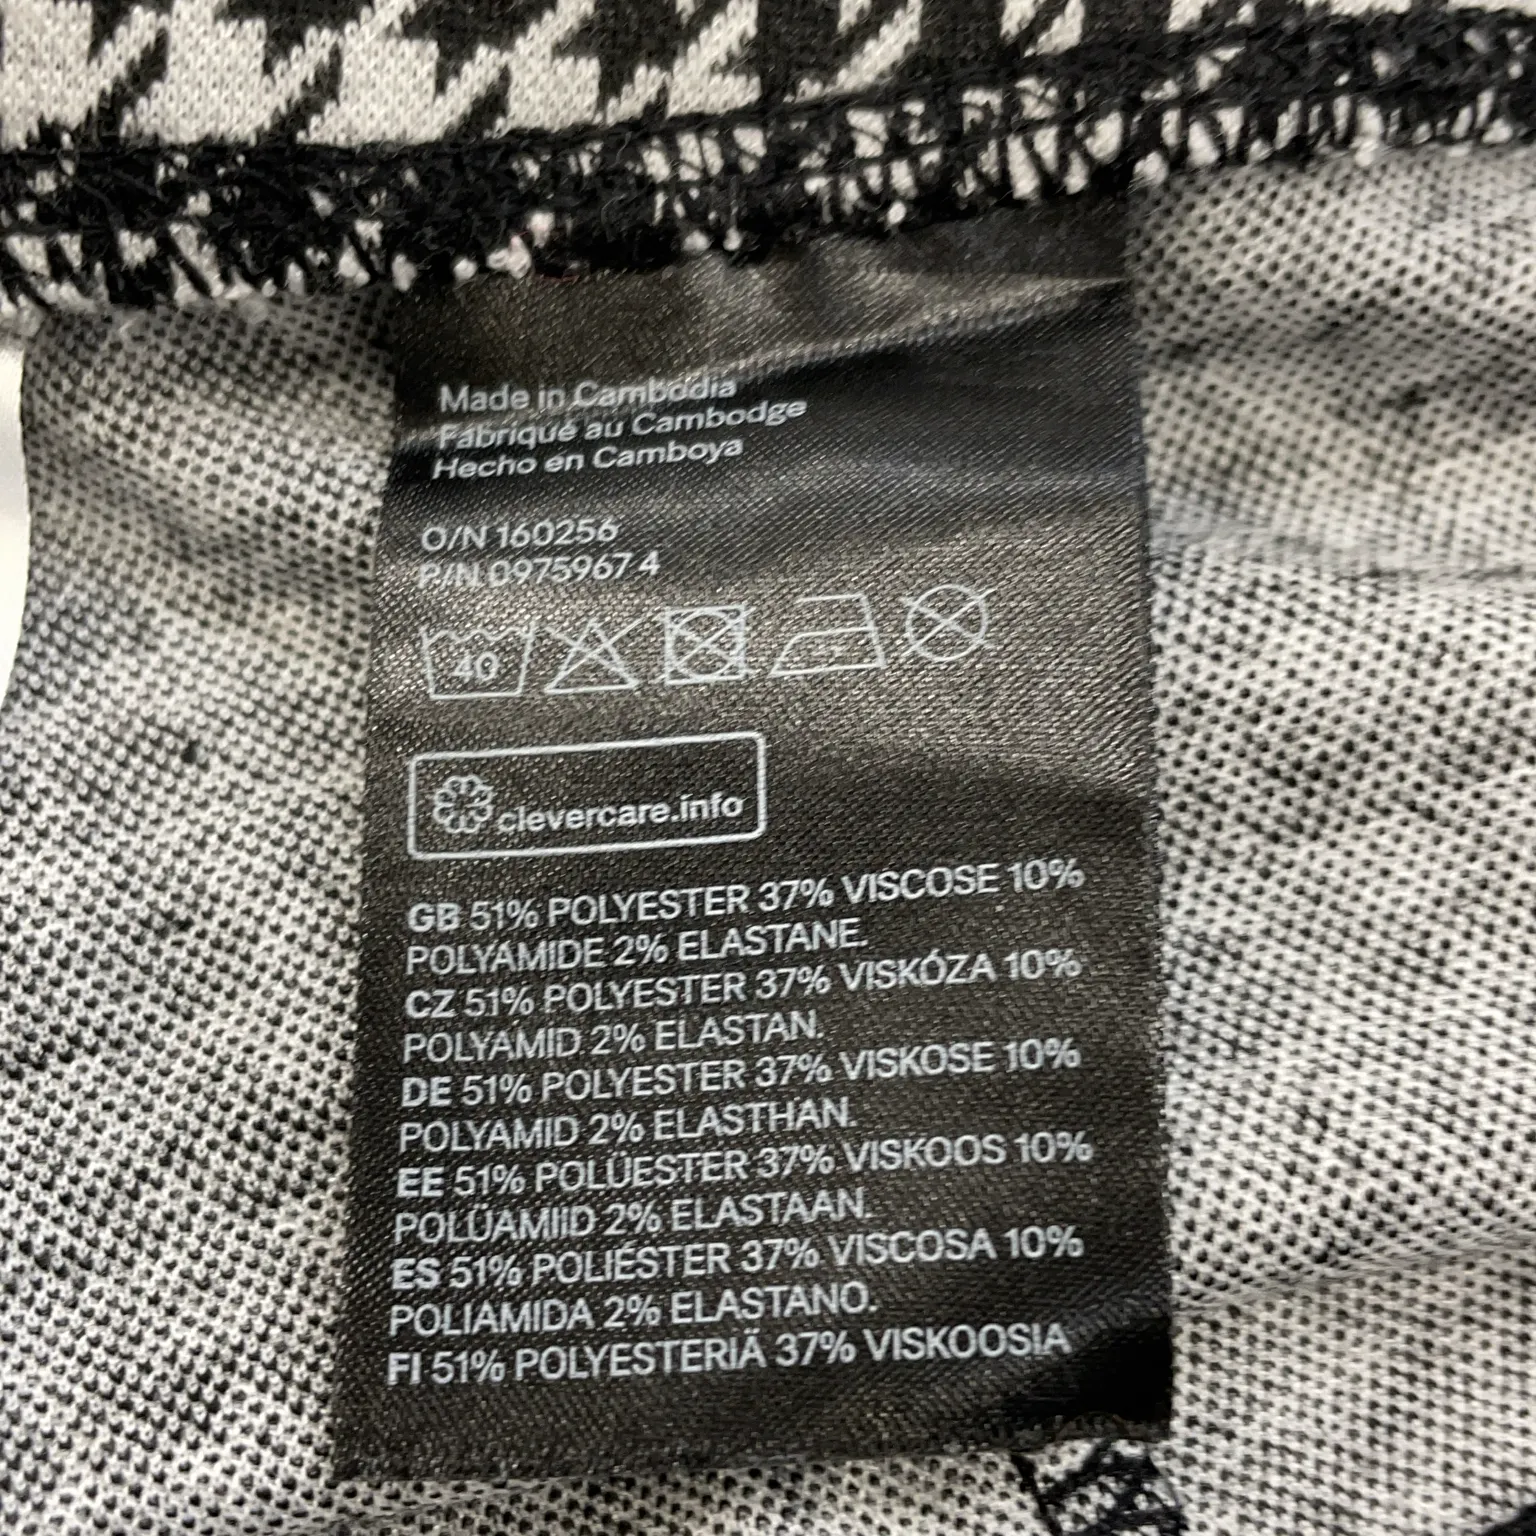 Made in Cambodia
Fabriqué au Cambodge
Hecho en Camboya
O/N 160256
P/N 0975967 4
40
clevercare.info
GB 51% POLYESTER 37% VISCOSE 10%
POLYAMIDE 2% ELASTANE.
CZ 51% POLYESTER 37% VISKÓZA 10%
POLYAMID 2% ELASTAN.
DE 51% POLYESTER 37% VISKOSE 10%
POLYAMID 2% ELASTHAN.
EE 51% POLÜESTER 37% VISKOOS 10%
POLÜAMIID 2% ELASTAAN.
ES 51% POLIÉSTER 37% VISCOSA 10%
POLIAMIDA 2% ELASTANO.
FI 51% POLYESTERIÄ 37% VISKOOSIA